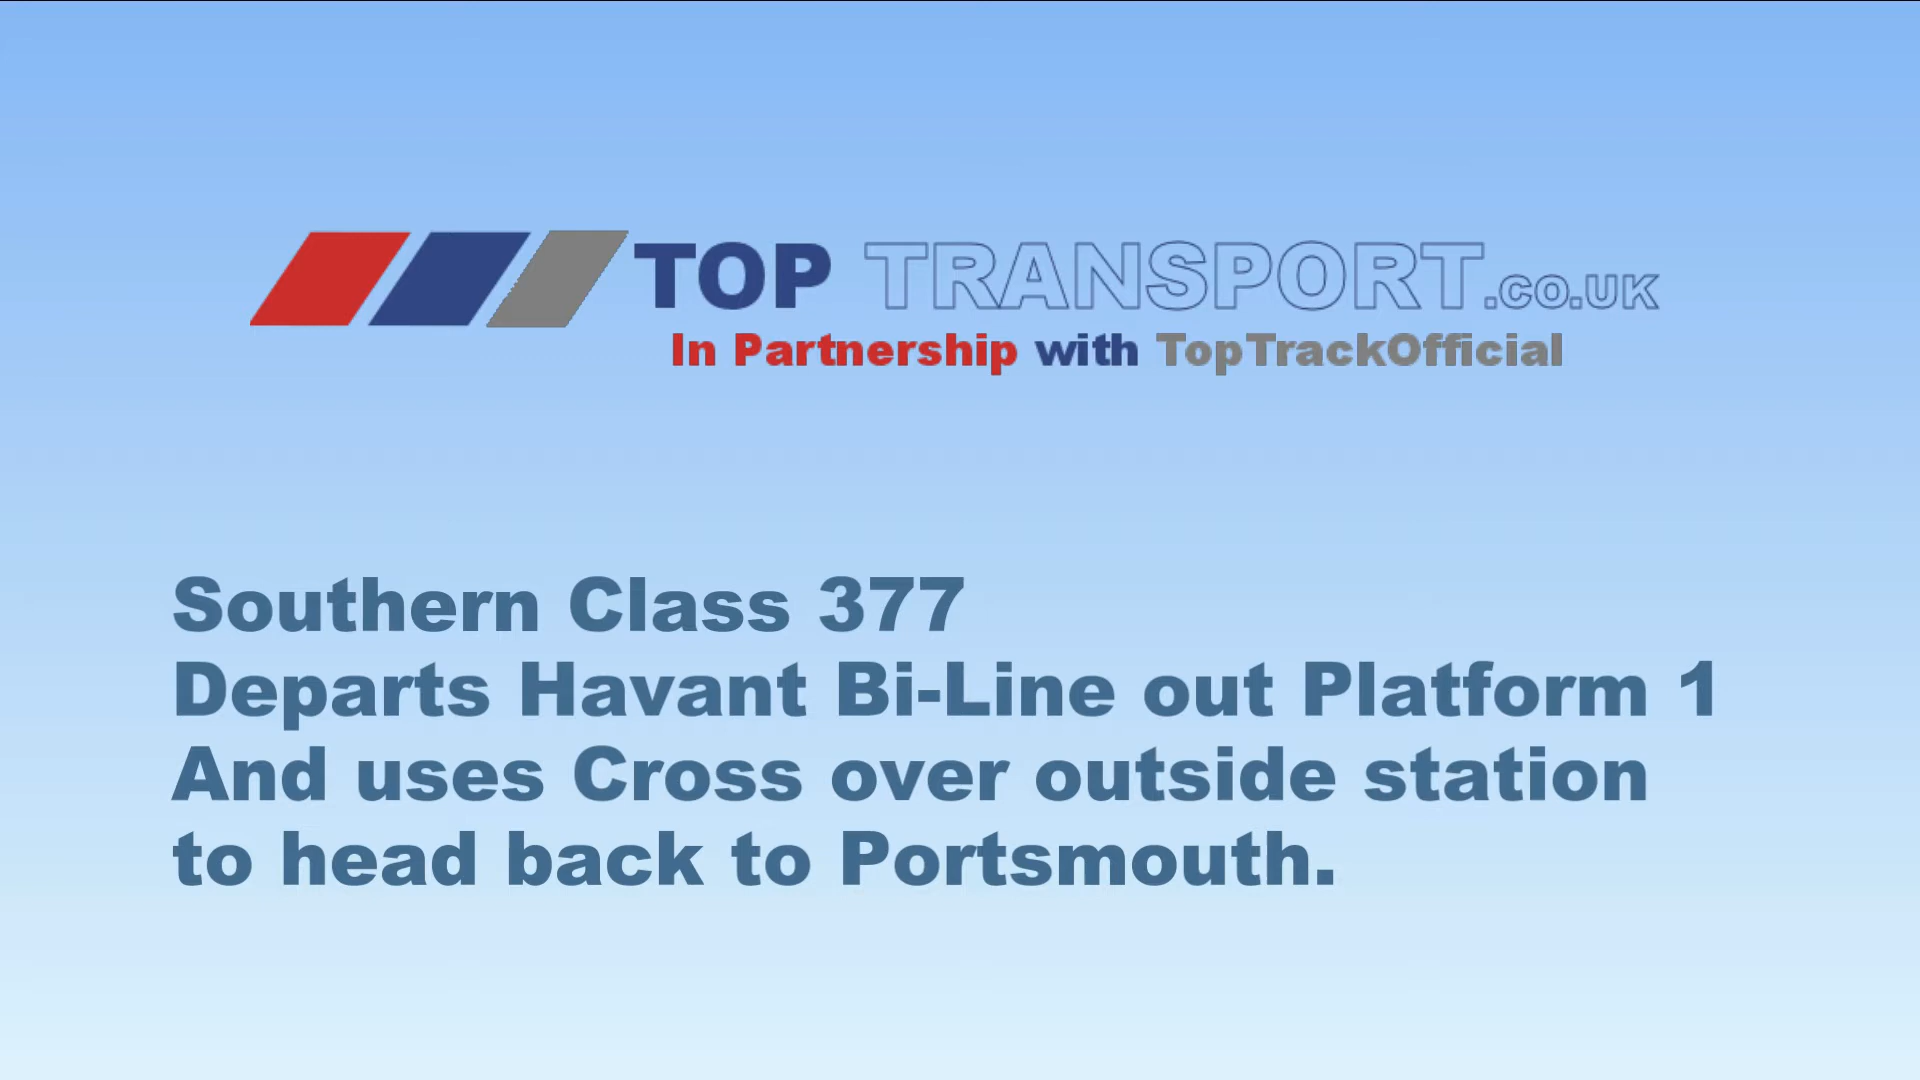 TOP TRANSPORT.CO.UK
In Partnership with TopTrackOfficial
Southern Class 377
Departs Havant Bi-Line out Platform 1
And uses Cross over outside station
to head back to Portsmouth.